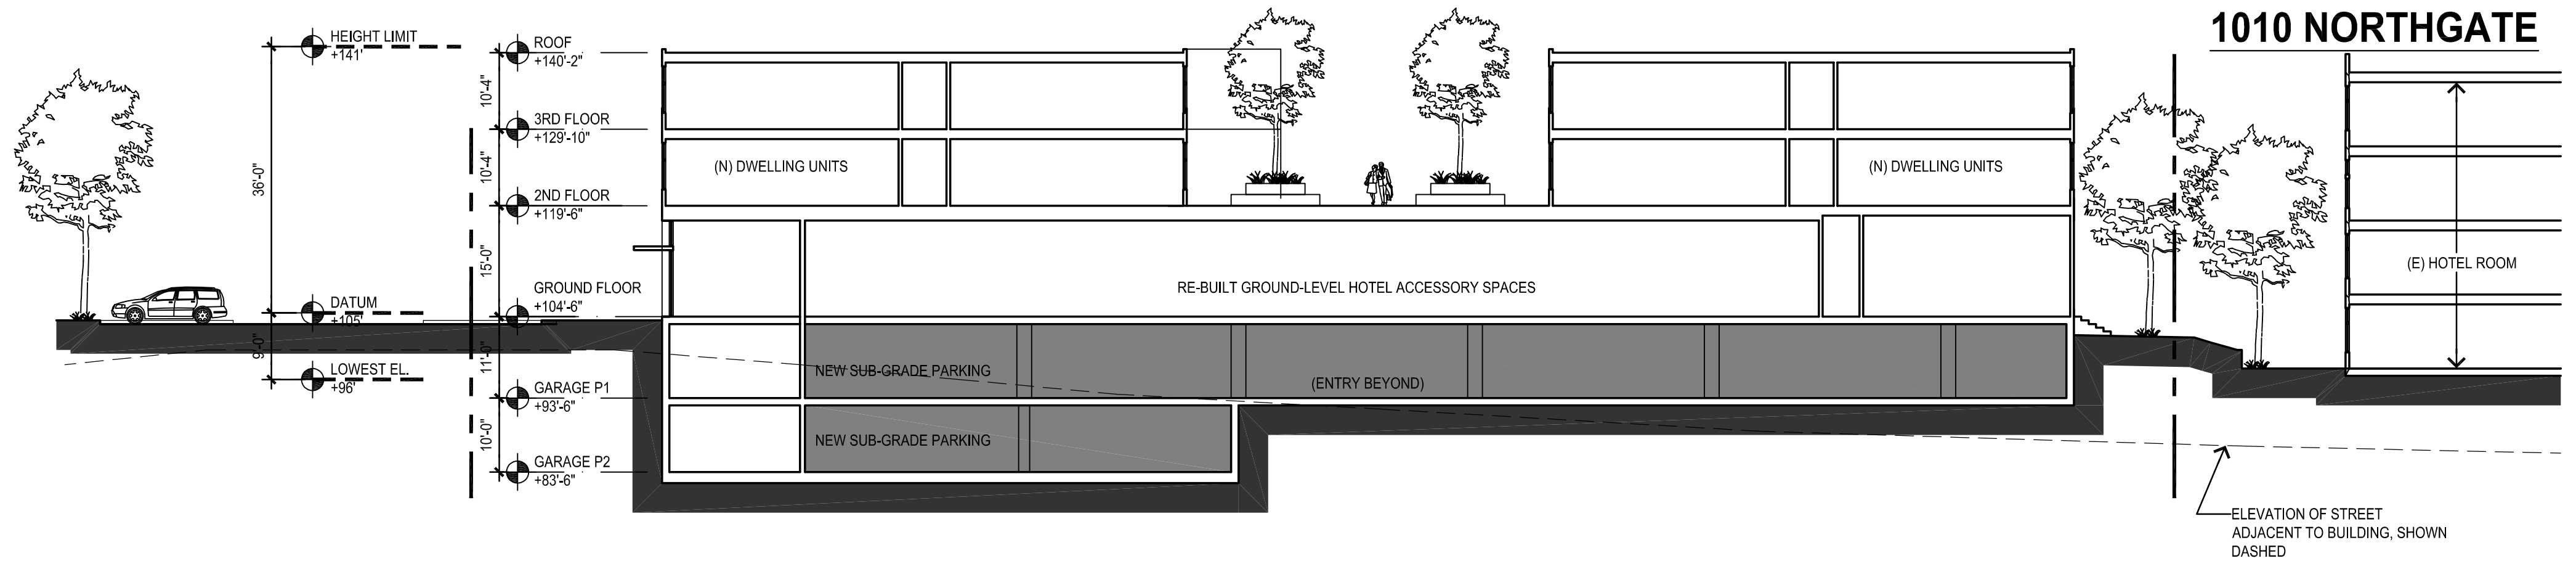 1010 NORTHGATE
HEIGHT LIMIT
+141'
ROOF
+140'-2"
10'-4"
3RD FLOOR
+129'-10"
10'-4"
(N) DWELLING UNITS
(N) DWELLING UNITS
36'-0"
2ND FLOOR
+119'-6"
15'-0"
(E) HOTEL ROOM
GROUND FLOOR
+104'-6"
RE-BUILT GROUND-LEVEL HOTEL ACCESSORY SPACES
DATUM
+105'
9'-0"
11'-0"
LOWEST EL.
+96'
NEW SUB-GRADE PARKING
(ENTRY BEYOND)
GARAGE P1
+93'-6"
10'-0"
NEW SUB-GRADE PARKING
GARAGE P2
+83'-6"
ELEVATION OF STREET
ADJACENT TO BUILDING, SHOWN
DASHED